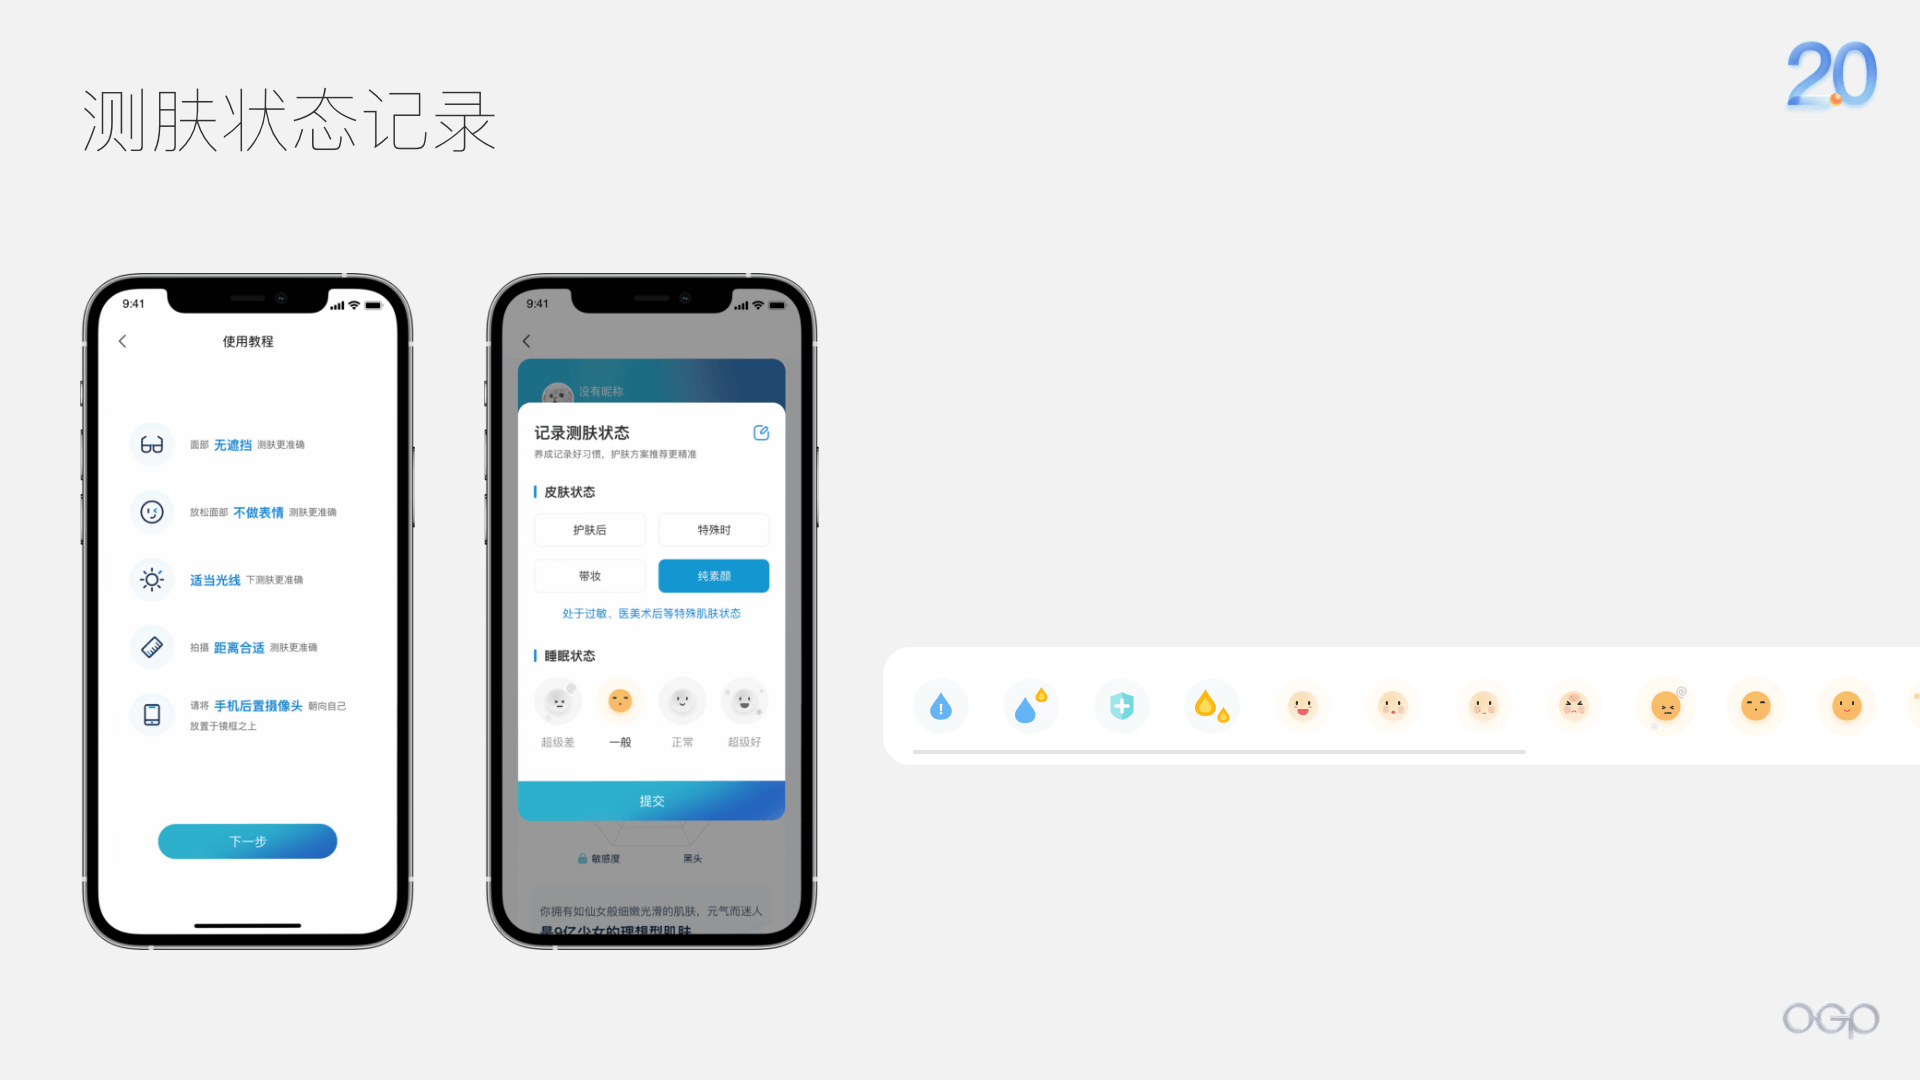 测肤状态记录
2.0
9:41
使用教程
面部 无遮挡 测肤更准确
放松面部 不做表情 测肤更准确
适当光线 下测肤更准确
拍摄 距离合适 测肤更准确
请将 手机后置摄像头 朝向自己
放置于镜框之上
下一步
9:41
没有昵称
记录测肤状态
养成记录好习惯，护肤方案推荐更精准
皮肤状态
护肤后
特殊时
带妆
纯素颜
处于过敏、医美术后等特殊肌肤状态
睡眠状态
超级差
一般
正常
超级好
提交
敏感度
黑头
你拥有如仙女般细嫩光滑的肌肤，元气而迷人
是9亿少女的理想型肌肤
OGP